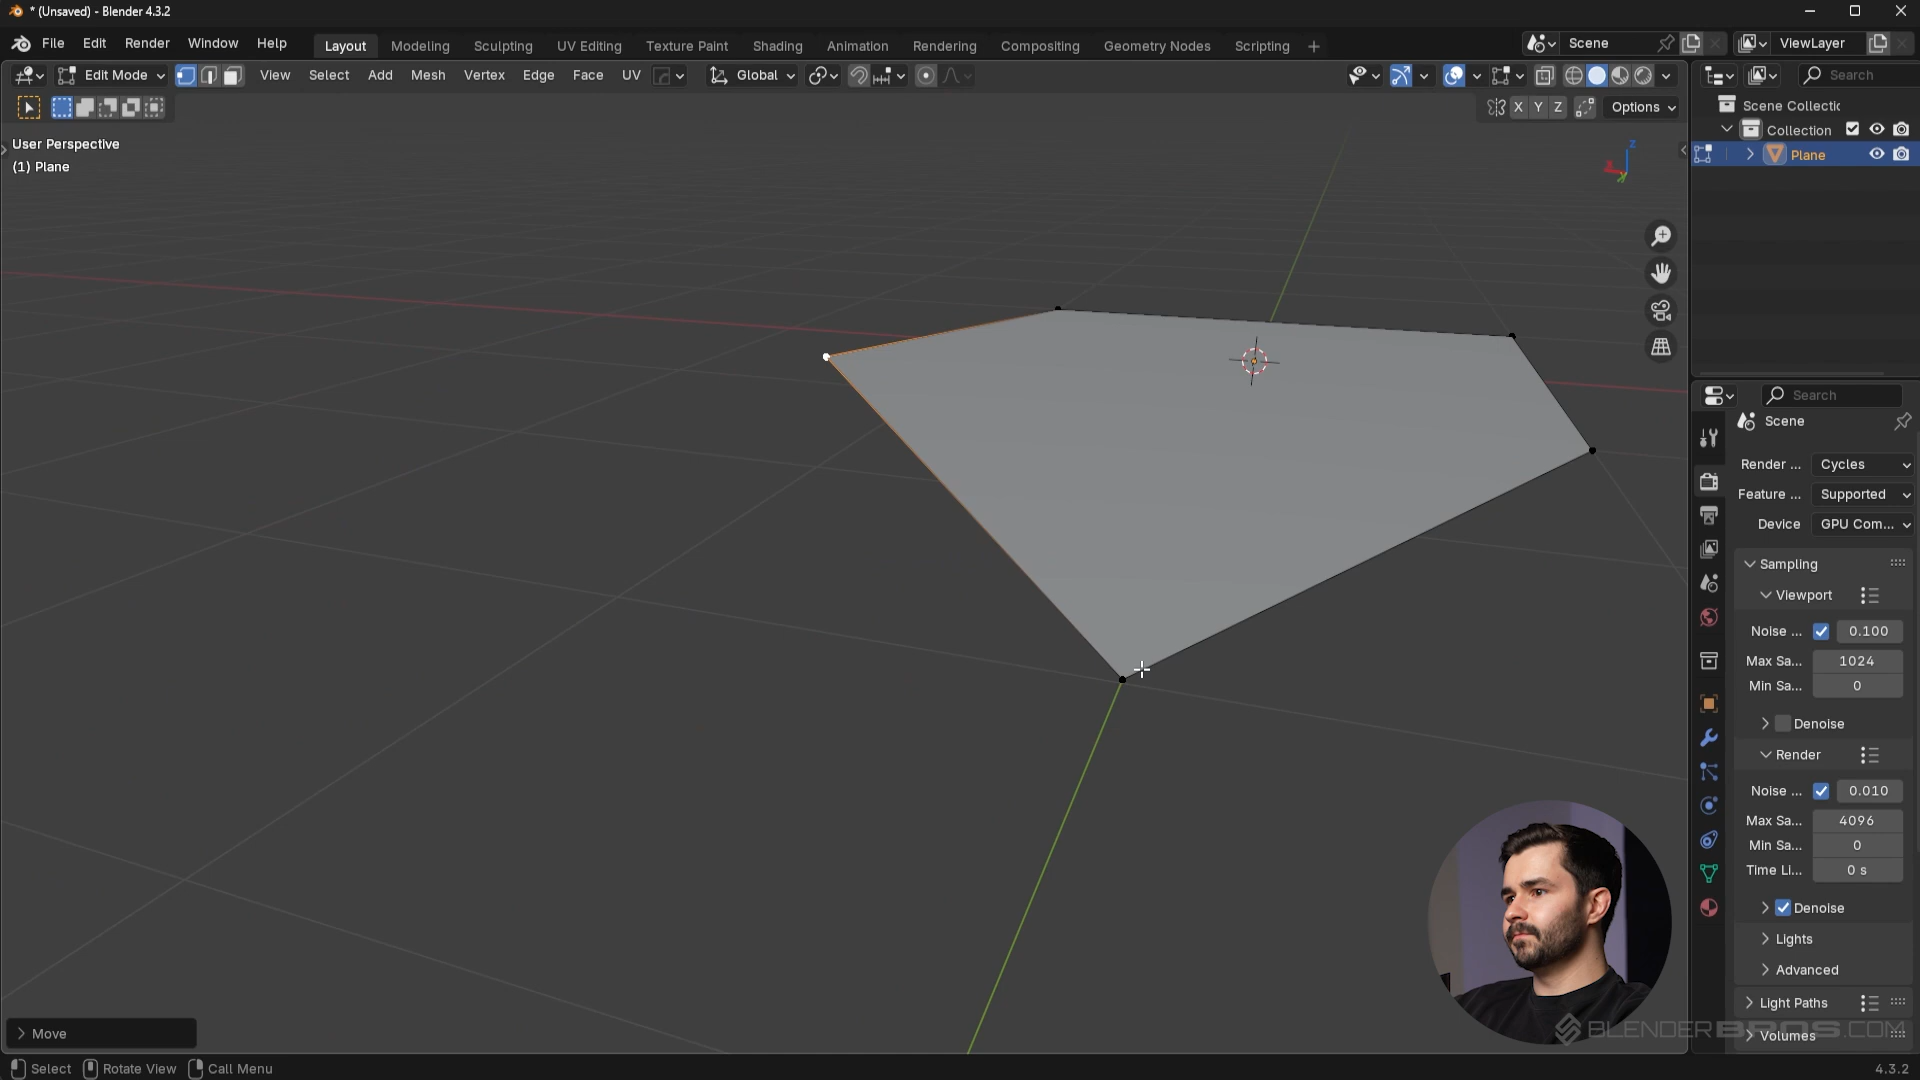 * (Unsaved) - Blender 4.3.2
File Edit Render Window Help Layout Modeling Sculpting UV Editing Texture Paint Shading Animation Rendering Compositing Geometry Nodes Scripting + Scene ViewLayer
Edit Mode View Select Add Mesh Vertex Edge Face UV Global Search
X Y Z Options
Scene Collectic
Collection
Plane
User Perspective
(1) Plane
Z
Search
Scene
Render ... Cycles
Feature ... Supported
Device GPU Com...
Sampling
Viewport
Noise ... 0.100
Max Sa... 1024
Min Sa... 0
Denoise
Render
Noise ... 0.010
Max Sa... 4096
Min Sa... 0
Time Li... 0 s
Denoise
Lights
Advanced
Light Paths
Volumes
BLENDERBROS.COM
Move
Select Rotate View Call Menu 4.3.2